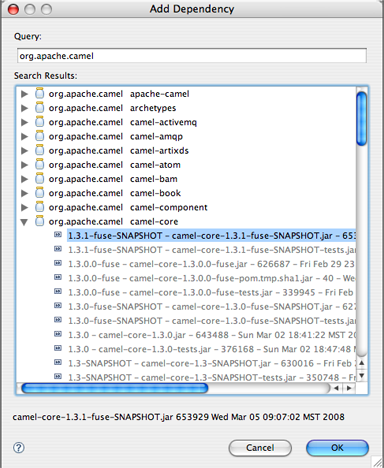 Add Dependency
Query:
org.apache.camel
Search Results:
org.apache.camel apache-camel
org.apache.camel archetypes
org.apache.camel camel-activemq
org.apache.camel camel-amqp
org.apache.camel camel-artixds
org.apache.camel camel-atom
org.apache.camel camel-bam
org.apache.camel camel-book
org.apache.camel camel-component
org.apache.camel camel-core
1.3.1-fuse-SNAPSHOT - camel-core-1.3.1-fuse-SNAPSHOT.jar - 653
1.3.1-fuse-SNAPSHOT - camel-core-1.3.1-fuse-SNAPSHOT-tests.
1.3.0.0-fuse - camel-core-1.3.0.0-fuse.jar - 626687 - Fri Feb 29 23
1.3.0.0-fuse - camel-core-1.3.0.0-fuse-pom.tmp.sha1.jar - 40 - We
1.3.0.0-fuse - camel-core-1.3.0.0-fuse-tests.jar - 339945 - Fri Feb
1.3.0-fuse-SNAPSHOT - camel-core-1.3.0-fuse-SNAPSHOT.jar - 627
1.3.0-fuse-SNAPSHOT - camel-core-1.3.0-fuse-SNAPSHOT-tests.
1.3.0 - camel-core-1.3.0.jar - 643488 - Sun Mar 02 18:41:22 MST 20
1.3.0 - camel-core-1.3.0-tests.jar - 376168 - Sun Mar 02 18:47:48 M
1.3-SNAPSHOT - camel-core-1.3-SNAPSHOT.jar - 630016 - Fri Feb
1.3-SNAPSHOT - camel-core-1.3-SNAPSHOT-tests.jar - 350748 - F
camel-core-1.3.1-fuse-SNAPSHOT.jar 653929 Wed Mar 05 09:07:02 MST 2008
? Cancel OK